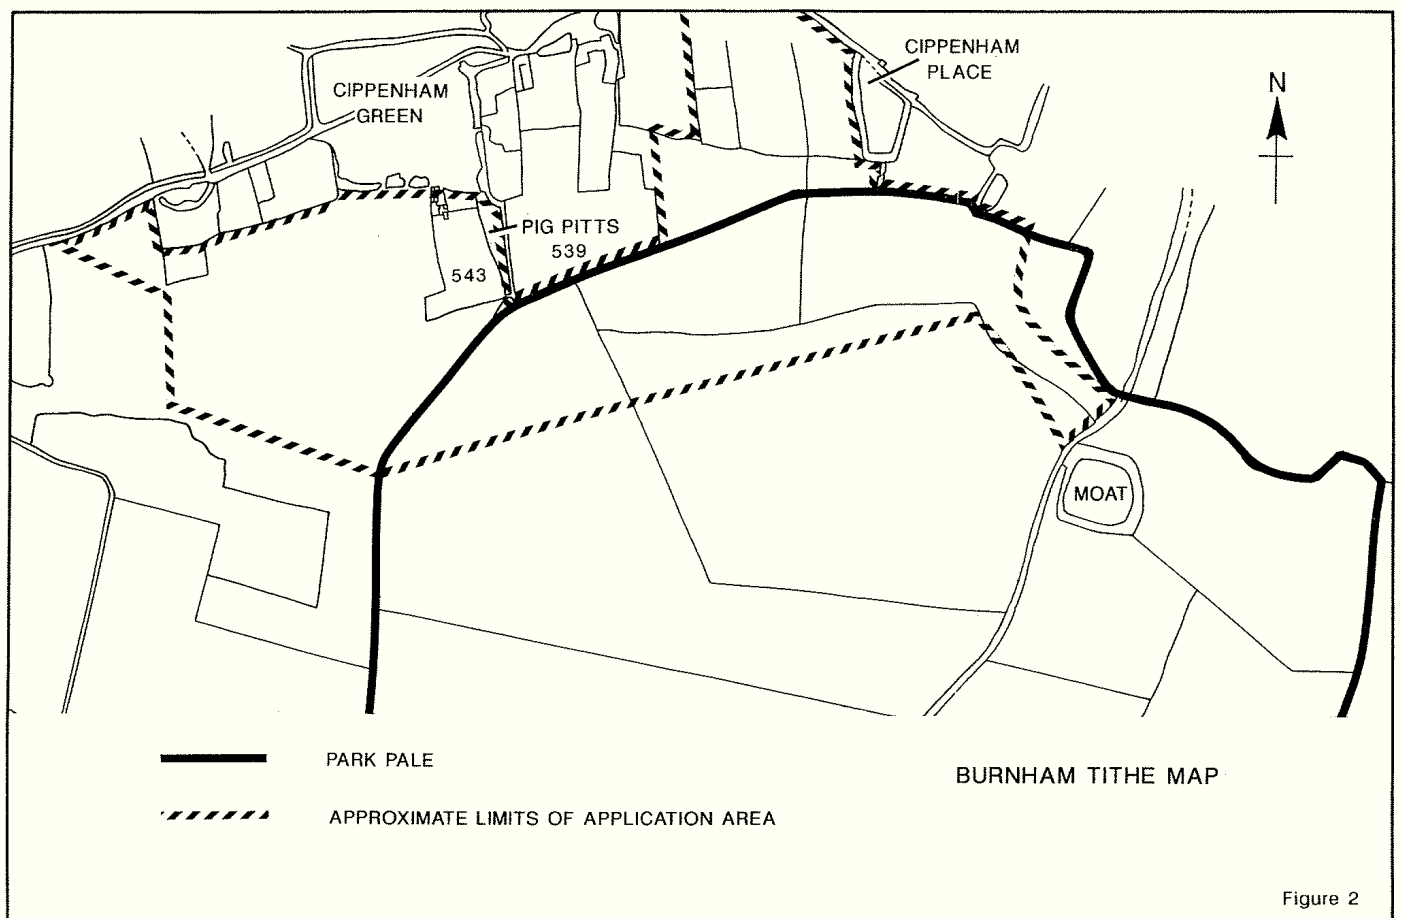 CIPPENHAM
PLACE
N
CIPPENHAM
GREEN
PIG PITTS
539
543
MOAT
PARK PALE
BURNHAM TITHE MAP
APPROXIMATE LIMITS OF APPLICATION AREA
Figure 2